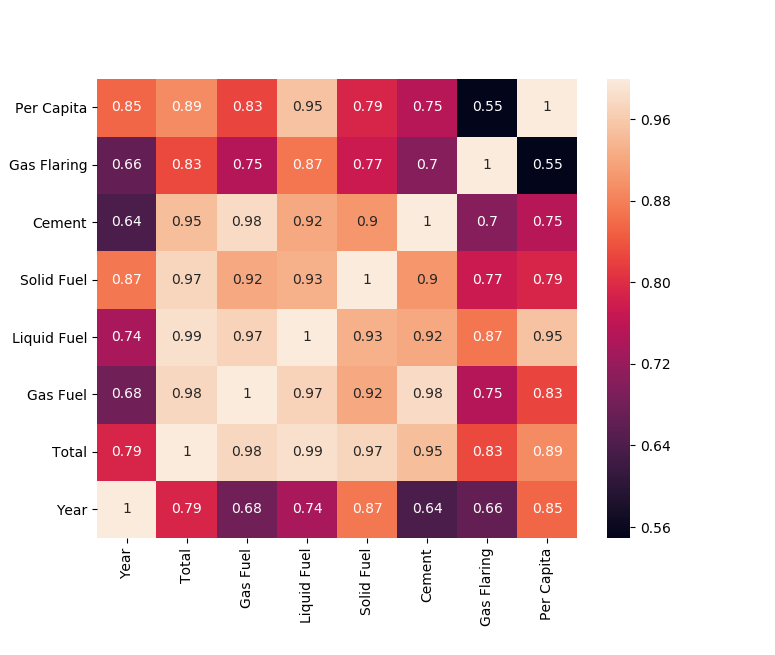 Per Capita 0.85 0.89 0.83 0.95 0.79 0.75 0.55 1
Gas Flaring 0.66 0.83 0.75 0.87 0.77 0.7 1 0.55
Cement 0.64 0.95 0.98 0.92 0.9 1 0.7 0.75
Solid Fuel 0.87 0.97 0.92 0.93 1 0.9 0.77 0.79
Liquid Fuel 0.74 0.99 0.97 1 0.93 0.92 0.87 0.95
Gas Fuel 0.68 0.98 1 0.97 0.92 0.98 0.75 0.83
Total 0.79 1 0.98 0.99 0.97 0.95 0.83 0.89
Year 1 0.79 0.68 0.74 0.87 0.64 0.66 0.85
Year
Total
Gas Fuel
Liquid Fuel
Solid Fuel
Cement
Gas Flaring
Per Capita
0.96
0.88
0.80
0.72
0.64
0.56